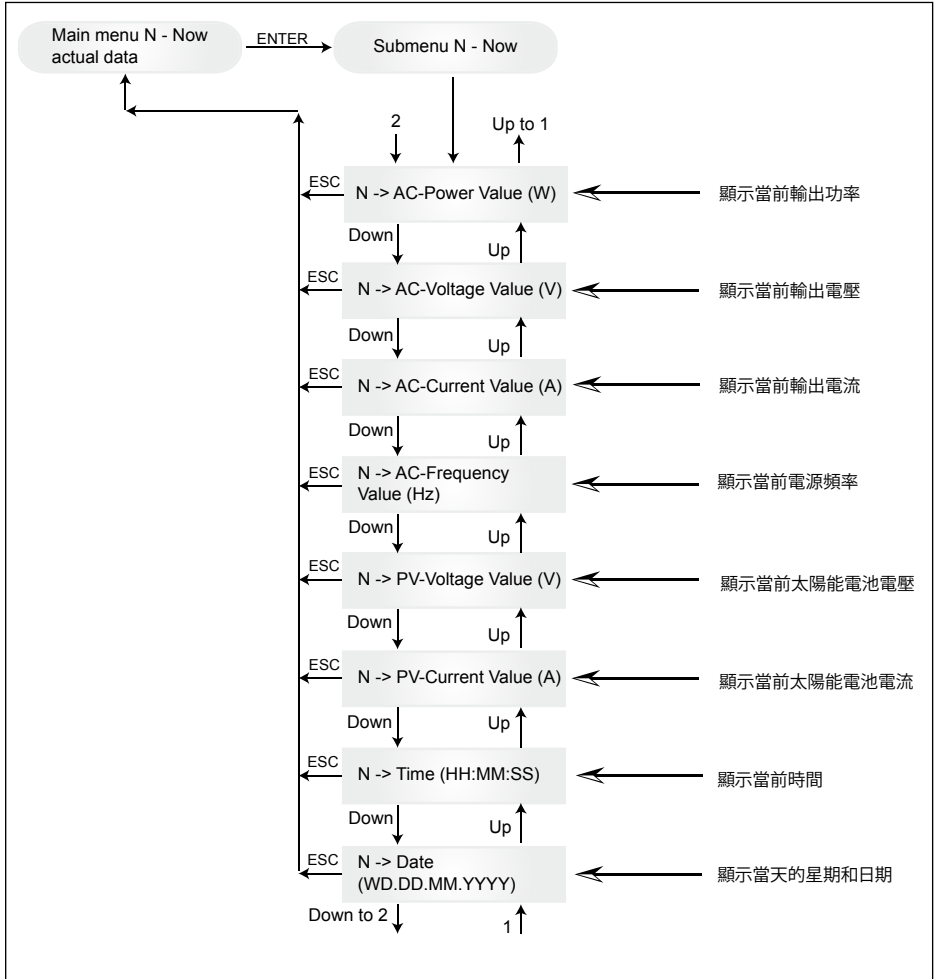 Main menu N - Now
actual data
ENTER
Submenu N - Now
2
Up to 1
ESC
N -> AC-Power Value (W)
顯示當前輸出功率
Down
Up
ESC
N -> AC-Voltage Value (V)
顯示當前輸出電壓
Down
Up
ESC
N -> AC-Current Value (A)
顯示當前輸出電流
Down
Up
ESC
N -> AC-Frequency
Value (Hz)
顯示當前電源頻率
Down
Up
ESC
N -> PV-Voltage Value (V)
顯示當前太陽能電池電壓
Down
Up
ESC
N -> PV-Current Value (A)
顯示當前太陽能電池電流
Down
Up
ESC
N -> Time (HH:MM:SS)
顯示當前時間
Down
Up
ESC
N -> Date
(WD.DD.MM.YYYY)
顯示當天的星期和日期
Down to 2
1